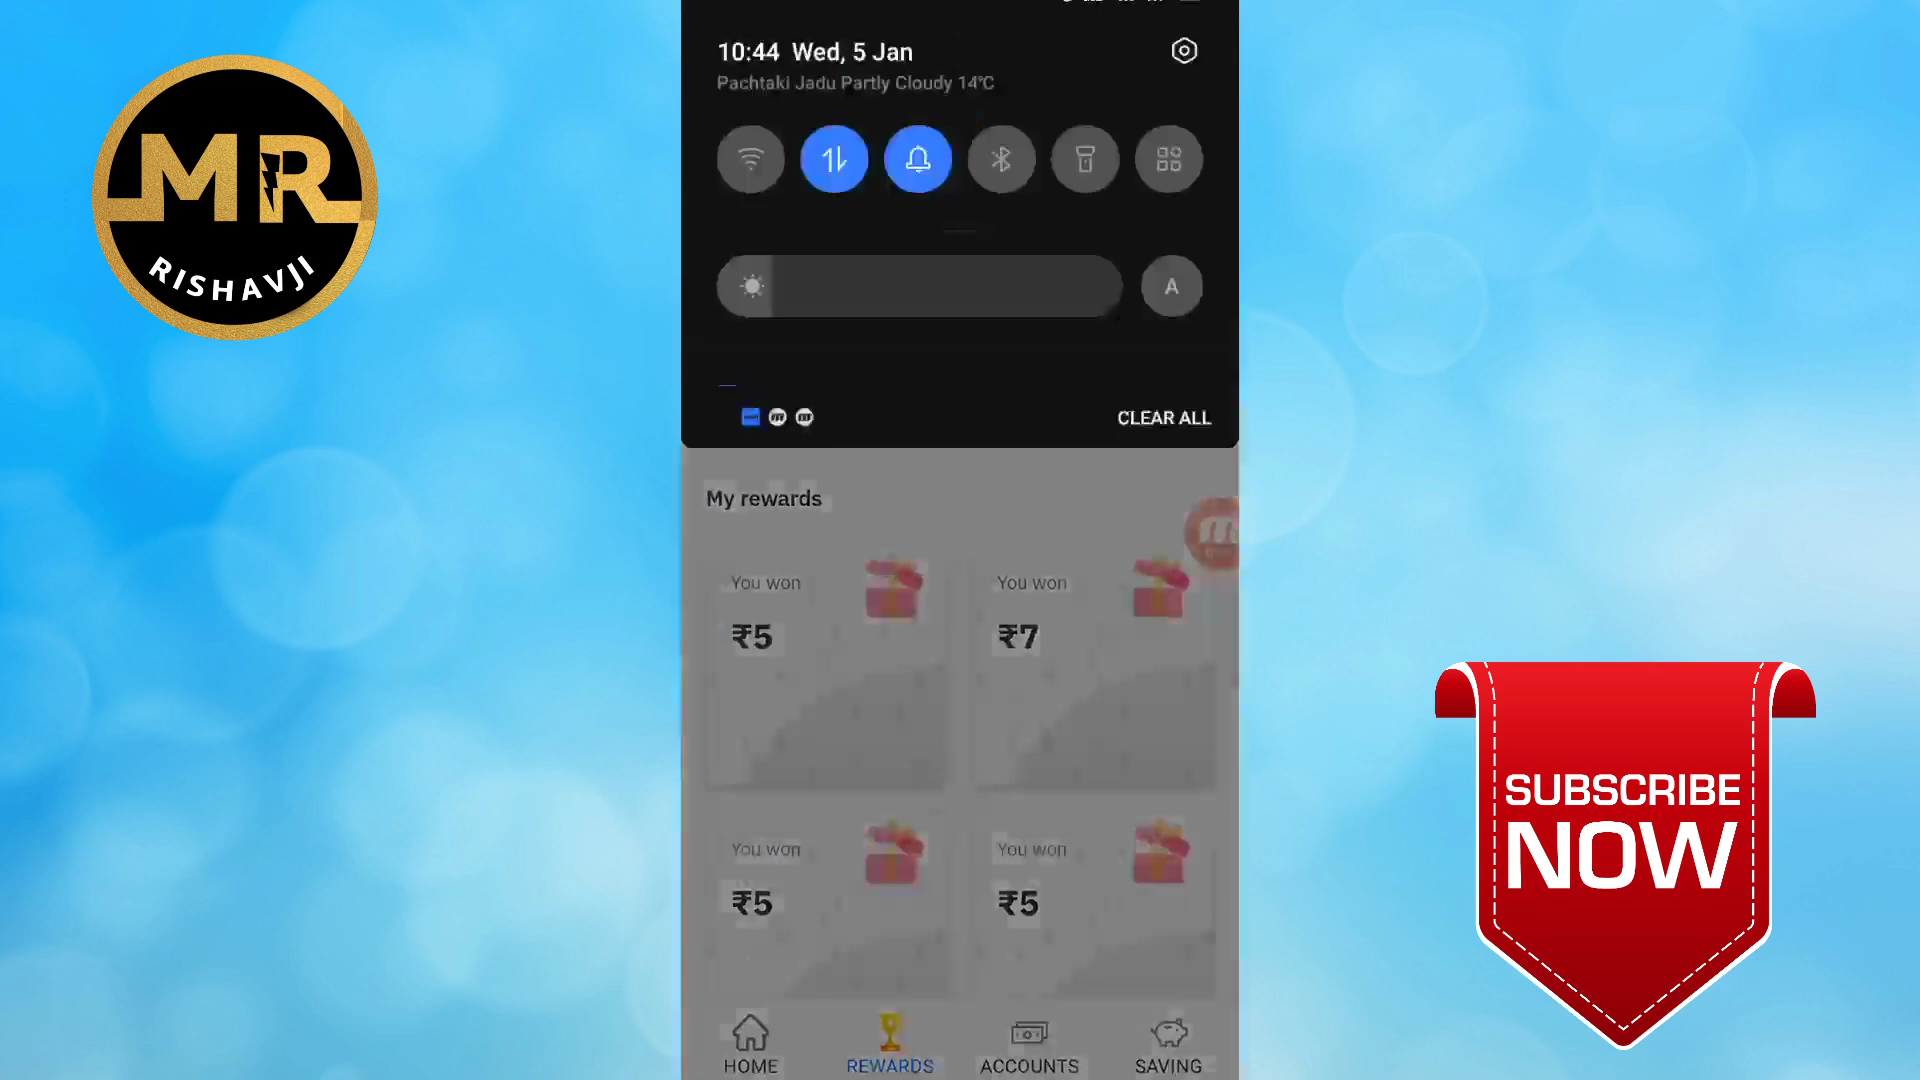 MR
RISHAVJI
10:44 Wed, 5 Jan
Pachtaki Jadu Partly Cloudy 14°C
A
CLEAR ALL
My rewards
You won
₹5
You won
₹7
You won
₹5
You won
₹5
HOME
REWARDS
ACCOUNTS
SAVING
SUBSCRIBE
NOW